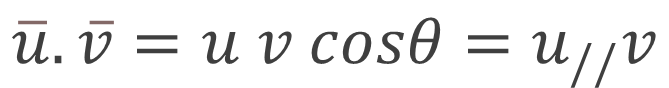 u̅. v̅ = u v cosθ = u∕∕v